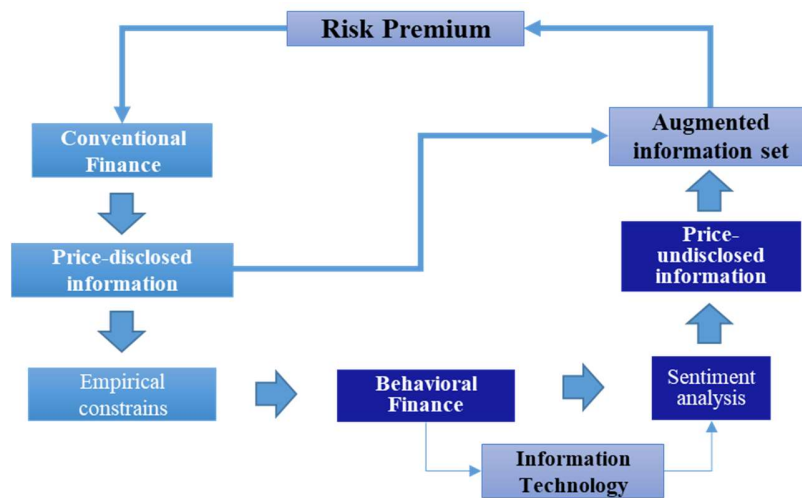 Risk Premium
Conventional
Finance
Augmented
information set
Price-disclosed
information
Price-
undisclosed
information
Empirical
constrains
Behavioral
Finance
Sentiment
analysis
Information
Technology